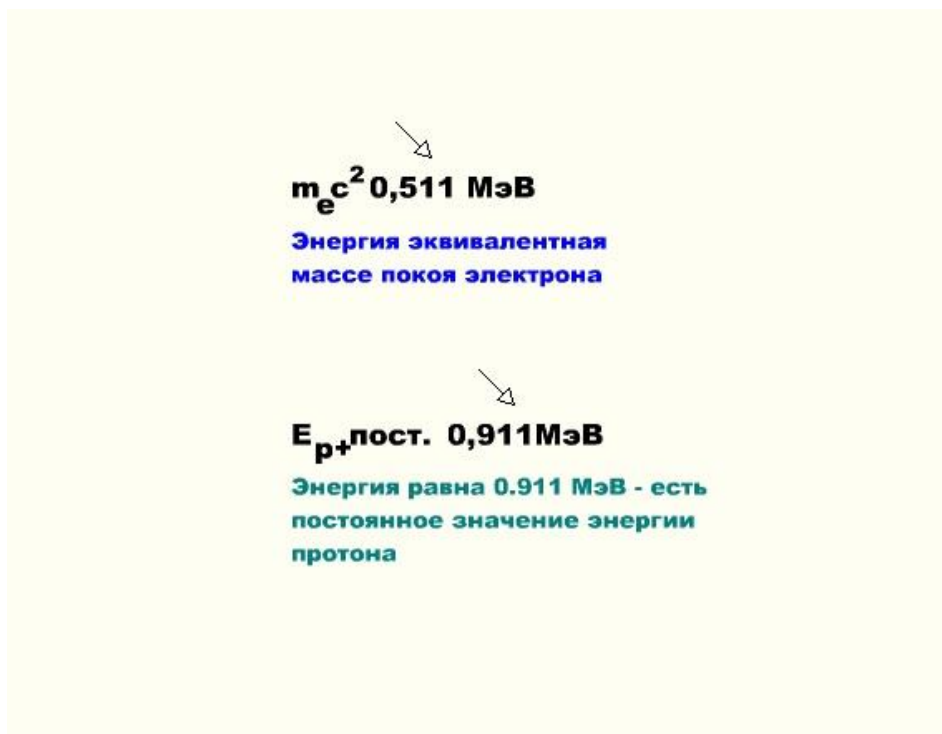 mₑc² 0,511 МэВ
Энергия эквивалентная
массе покоя электрона
Eₚ₊пост. 0,911МэВ
Энергия равна 0.911 МэВ - есть
постоянное значение энергии
протона